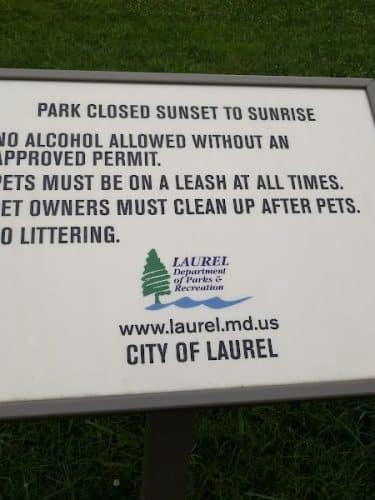 PARK CLOSED SUNSET TO SUNRISE
NO ALCOHOL ALLOWED WITHOUT AN
APPROVED PERMIT.
PETS MUST BE ON A LEASH AT ALL TIMES.
ET OWNERS MUST CLEAN UP AFTER PETS.
O LITTERING.
LAUREL
Department
of Parks &
Recreation
www.laurel.md.us
CITY OF LAUREL